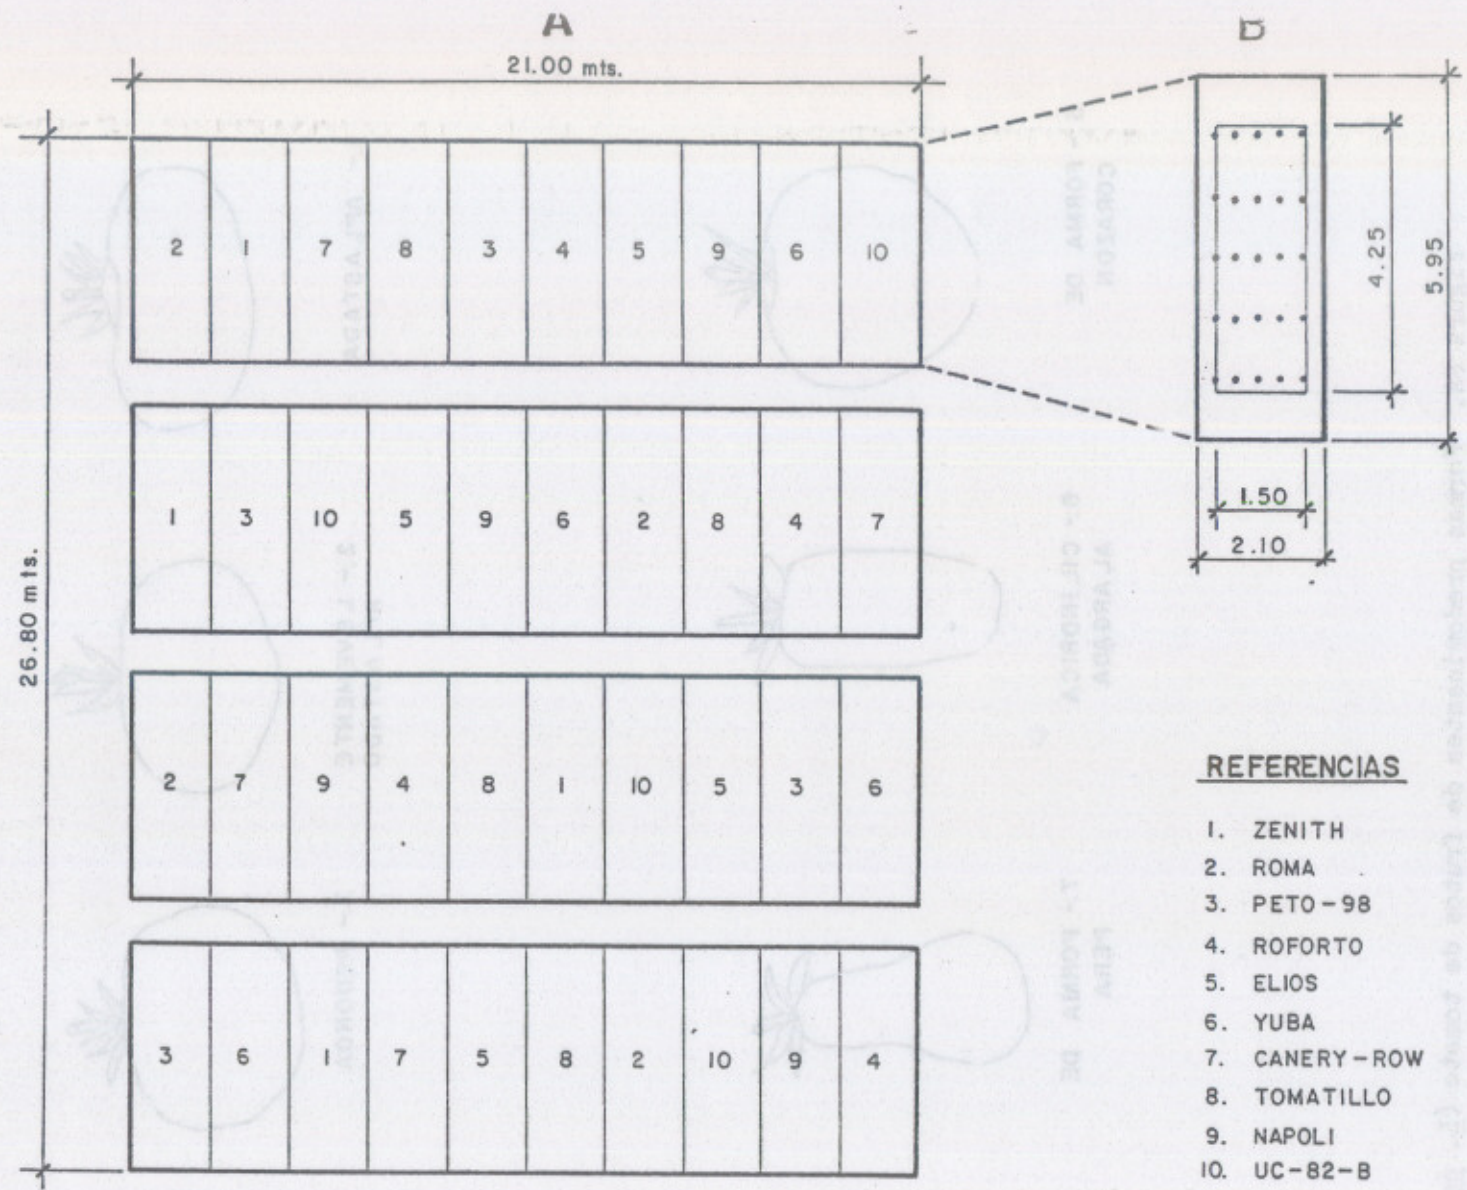 A
21.00 mts.
2 1 7 8 3 4 5 9 6 10
1 3 10 5 9 6 2 8 4 7
26.80 mts.
2 7 9 4 8 1 10 5 3 6
3 6 1 7 5 8 2 10 9 4
4.25
5.95
1.50
2.10
REFERENCIAS
1. ZENITH
2. ROMA
3. PETO-98
4. ROFORTO
5. ELIOS
6. YUBA
7. CANERY-ROW
8. TOMATILLO
9. NAPOLI
10. UC-82-B